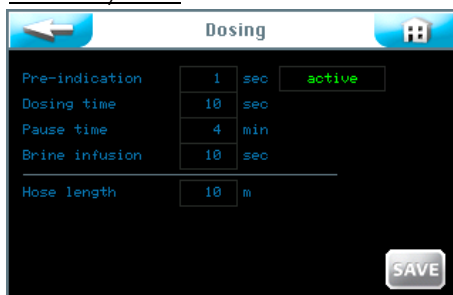 Dosing
Pre-indication 1 sec active
Dosing time 10 sec
Pause time 4 min
Brine infusion 10 sec
Hose length 10 m
SAVE